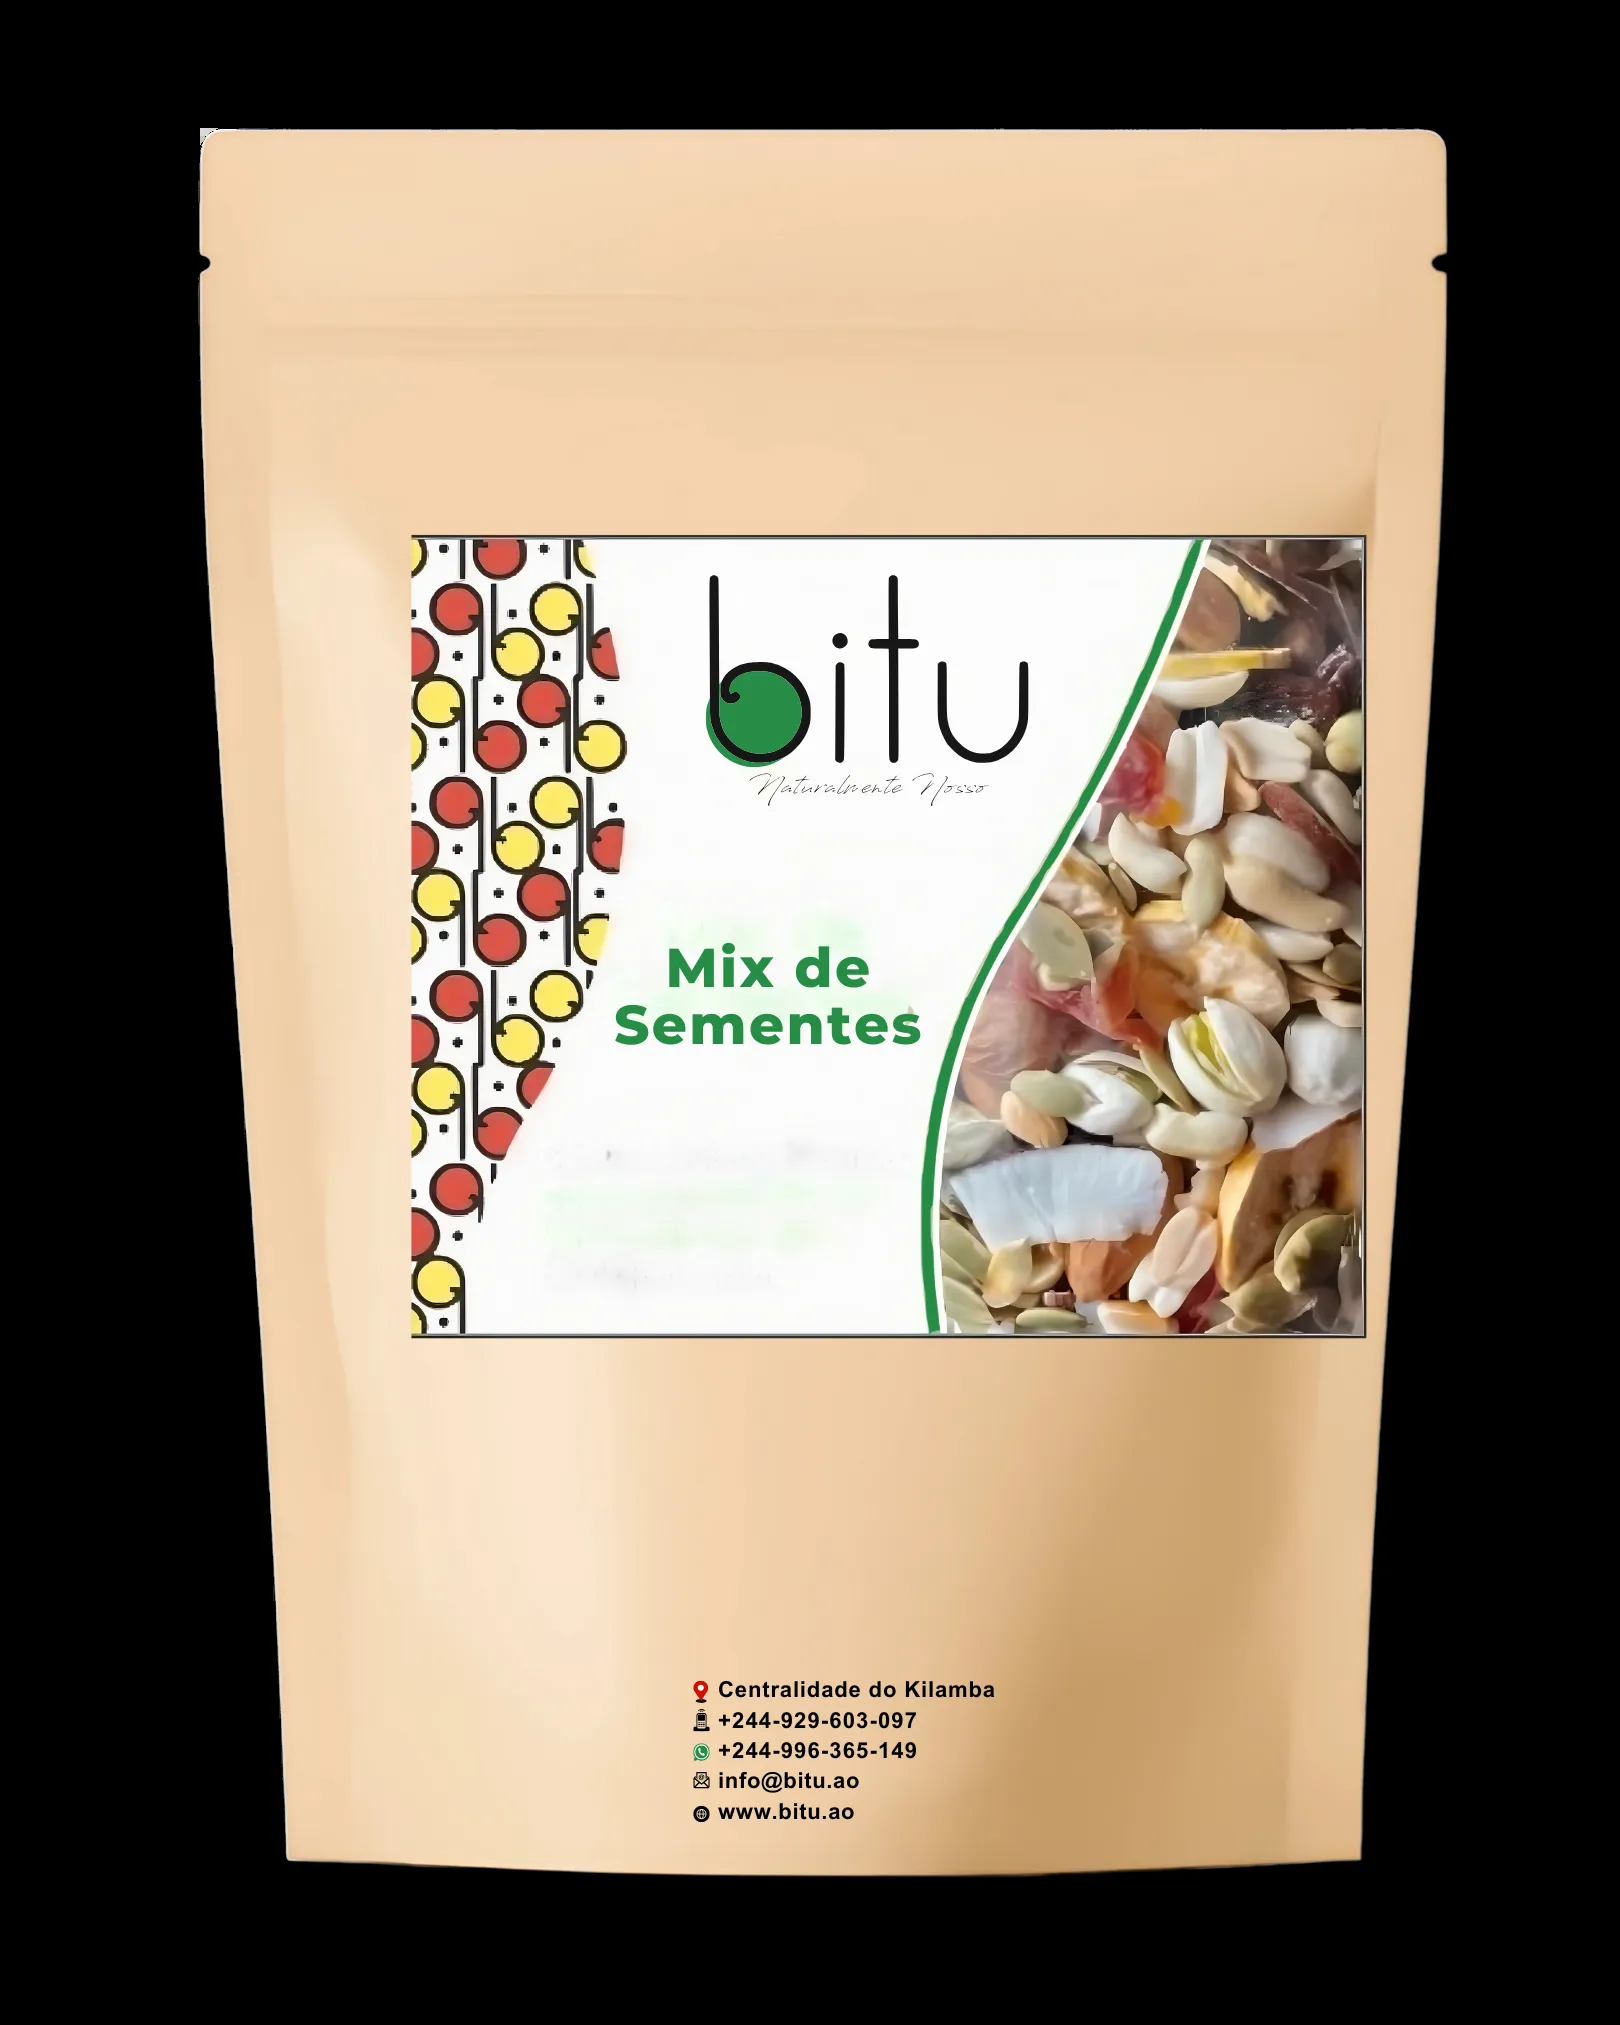 bitu
Naturalmente Nosso
Mix de
Sementes
Centralidade do Kilamba
+244-929-603-097
+244-996-365-149
info@bitu.ao
www.bitu.ao